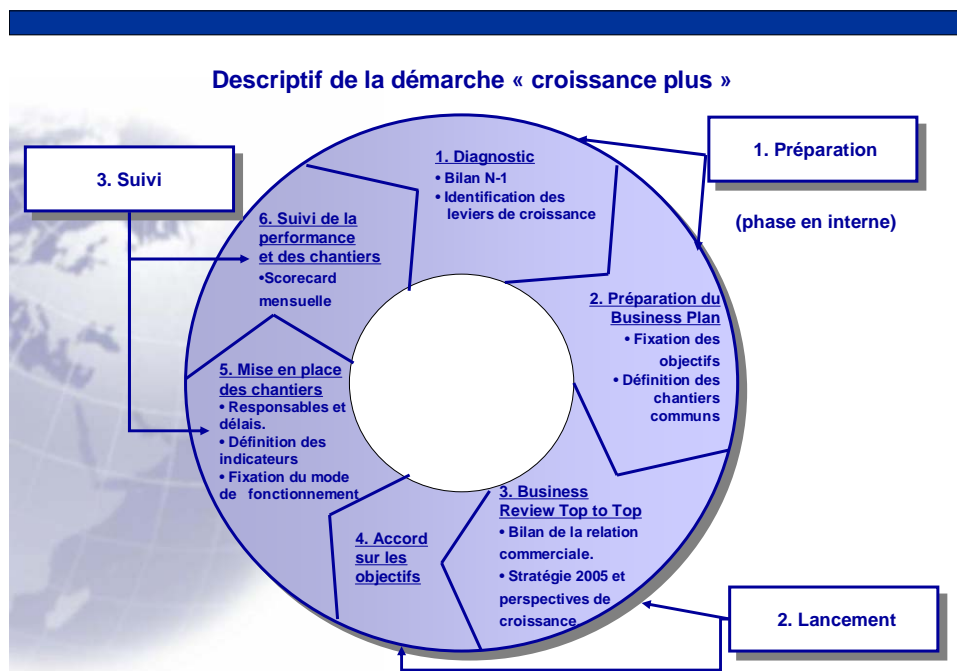 Descriptif de la démarche « croissance plus »
1. Préparation
(phase en interne)
3. Suivi
1. Diagnostic
• Bilan N-1
• Identification des
leviers de croissance
2. Préparation du
Business Plan
• Fixation des
objectifs
• Définition des
chantiers
communs
3. Business
Review Top to Top
• Bilan de la relation
commerciale.
• Stratégie 2005 et
perspectives de
croissance
4. Accord
sur les
objectifs
5. Mise en place
des chantiers
• Responsables et
délais.
• Définition des
indicateurs
• Fixation du mode
de fonctionnement
6. Suivi de la
performance
et des chantiers
•Scorecard
mensuelle
2. Lancement